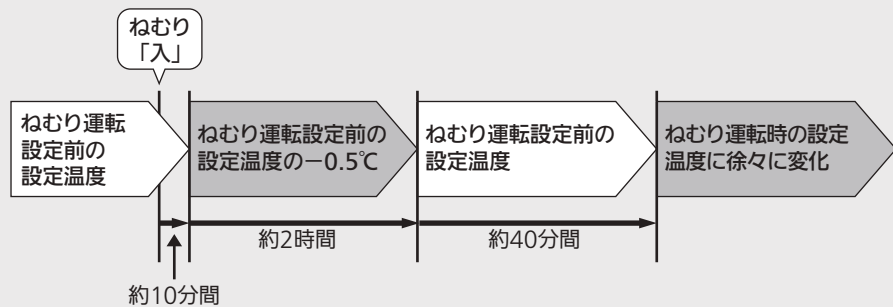 ねむり
「入」
ねむり運転
設定前の
設定温度
ねむり運転設定前の
設定温度の－0.5℃
ねむり運転設定前の
設定温度
ねむり運転時の設定
温度に徐々に変化
約2時間
約40分間
約10分間